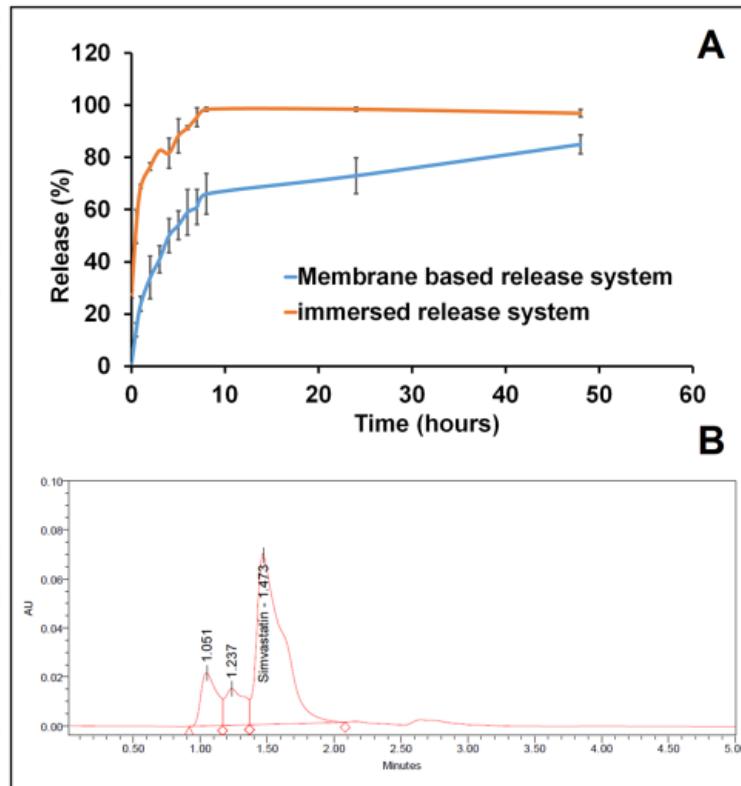 A
120
100
80
60
40
20
0
Release (%)
Membrane based release system
immersed release system
0 10 20 30 40 50 60
Time (hours)
B
0.10
0.08
0.06
0.04
0.02
0.00
AU
1.051
1.237
Simvastatin - 1.473
0.50 1.00 1.50 2.00 2.50 3.00 3.50 4.00 4.50 5.0
Minutes